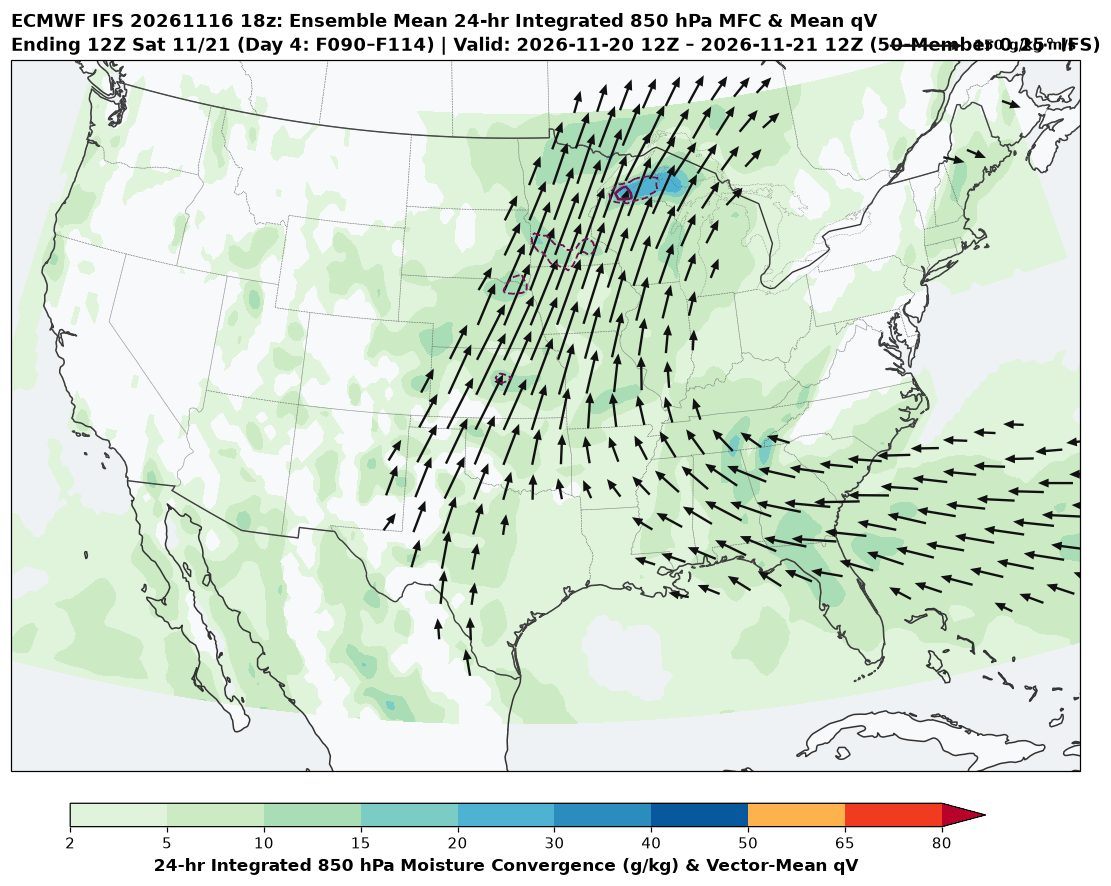 ECMWF IFS 20261116 18z: Ensemble Mean 24-hr Integrated 850 hPa MFC & Mean qV
Ending 12Z Sat 11/21 (Day 4: F090–F114) | Valid: 2026-11-20 12Z – 2026-11-21 12Z (50-Member 0.25° IFS)
2 5 10 15 20 30 40 50 65 80
24-hr Integrated 850 hPa Moisture Convergence (g/kg) & Vector-Mean qV